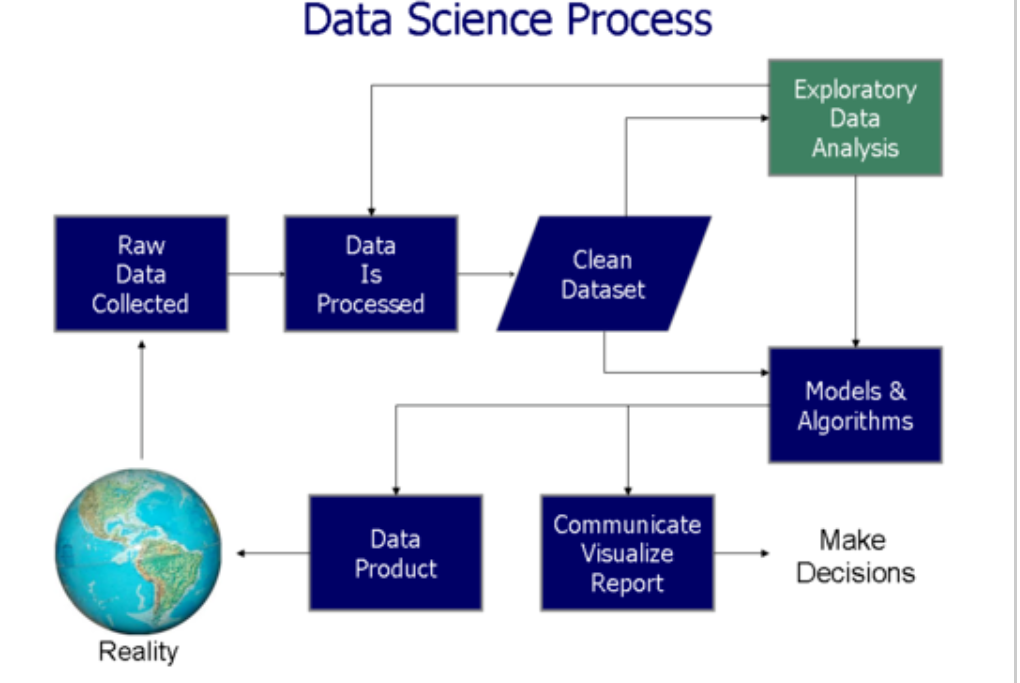 Data Science Process
Exploratory
Data
Analysis
Raw
Data
Collected
Data
Is
Processed
Clean
Dataset
Models &
Algorithms
Data
Product
Communicate
Visualize
Report
Make
Decisions
Reality